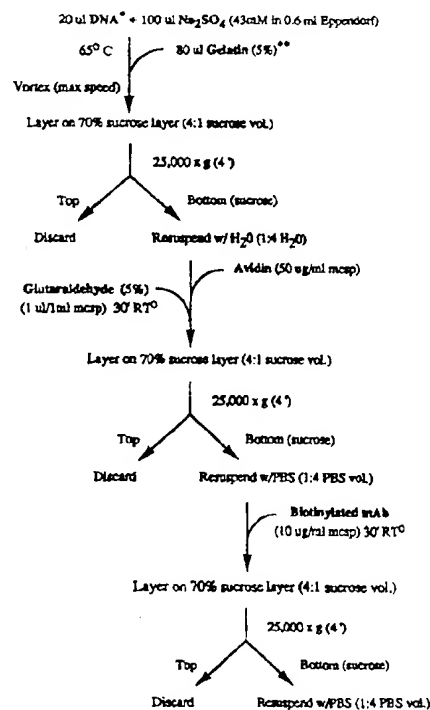 20 ul DNA* + 100 ul Na2SO4 (43mM in 0.6 ml Eppendorf)
65° C
80 ul Gelatin (5%)**
Vortex (max speed)
Layer on 70% sucrose layer (4:1 sucrose vol.)
25,000 x g (4')
Top
Bottom (sucrose)
Discard
Resuspend w/ H20 (1:4 H20)
Avidin (50 ug/ml mcsp)
Glutaraldehyde (5%)
(1 ul/1ml mcsp) 30' RT°
Layer on 70% sucrose layer (4:1 sucrose vol.)
25,000 x g (4')
Top
Bottom (sucrose)
Discard
Resuspend w/PBS (1:4 PBS vol.)
Biotinylated mAb
(10 ug/ml mcsp) 30' RT°
Layer on 70% sucrose layer (4:1 sucrose vol.)
25,000 x g (4')
Top
Bottom (sucrose)
Discard
Resuspend w/PBS (1:4 PBS vol.)